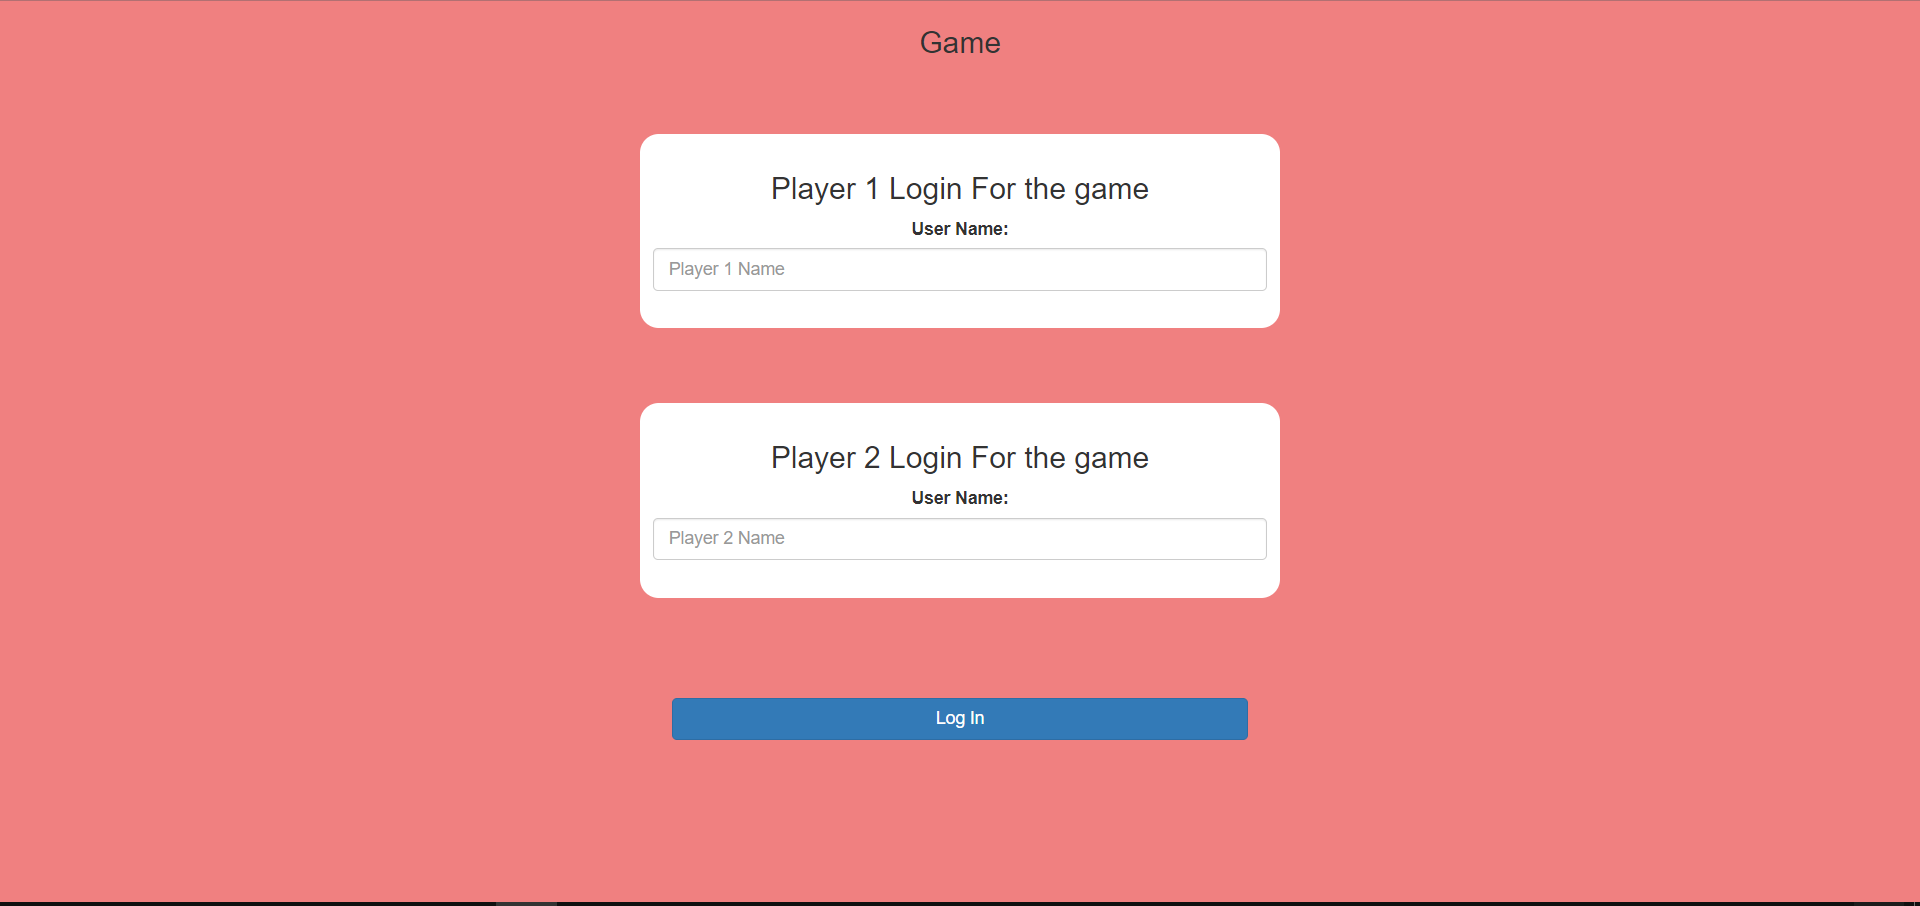 Game
Player 1 Login For the game
User Name:
Player 1 Name
Player 2 Login For the game
User Name:
Player 2 Name
Log In